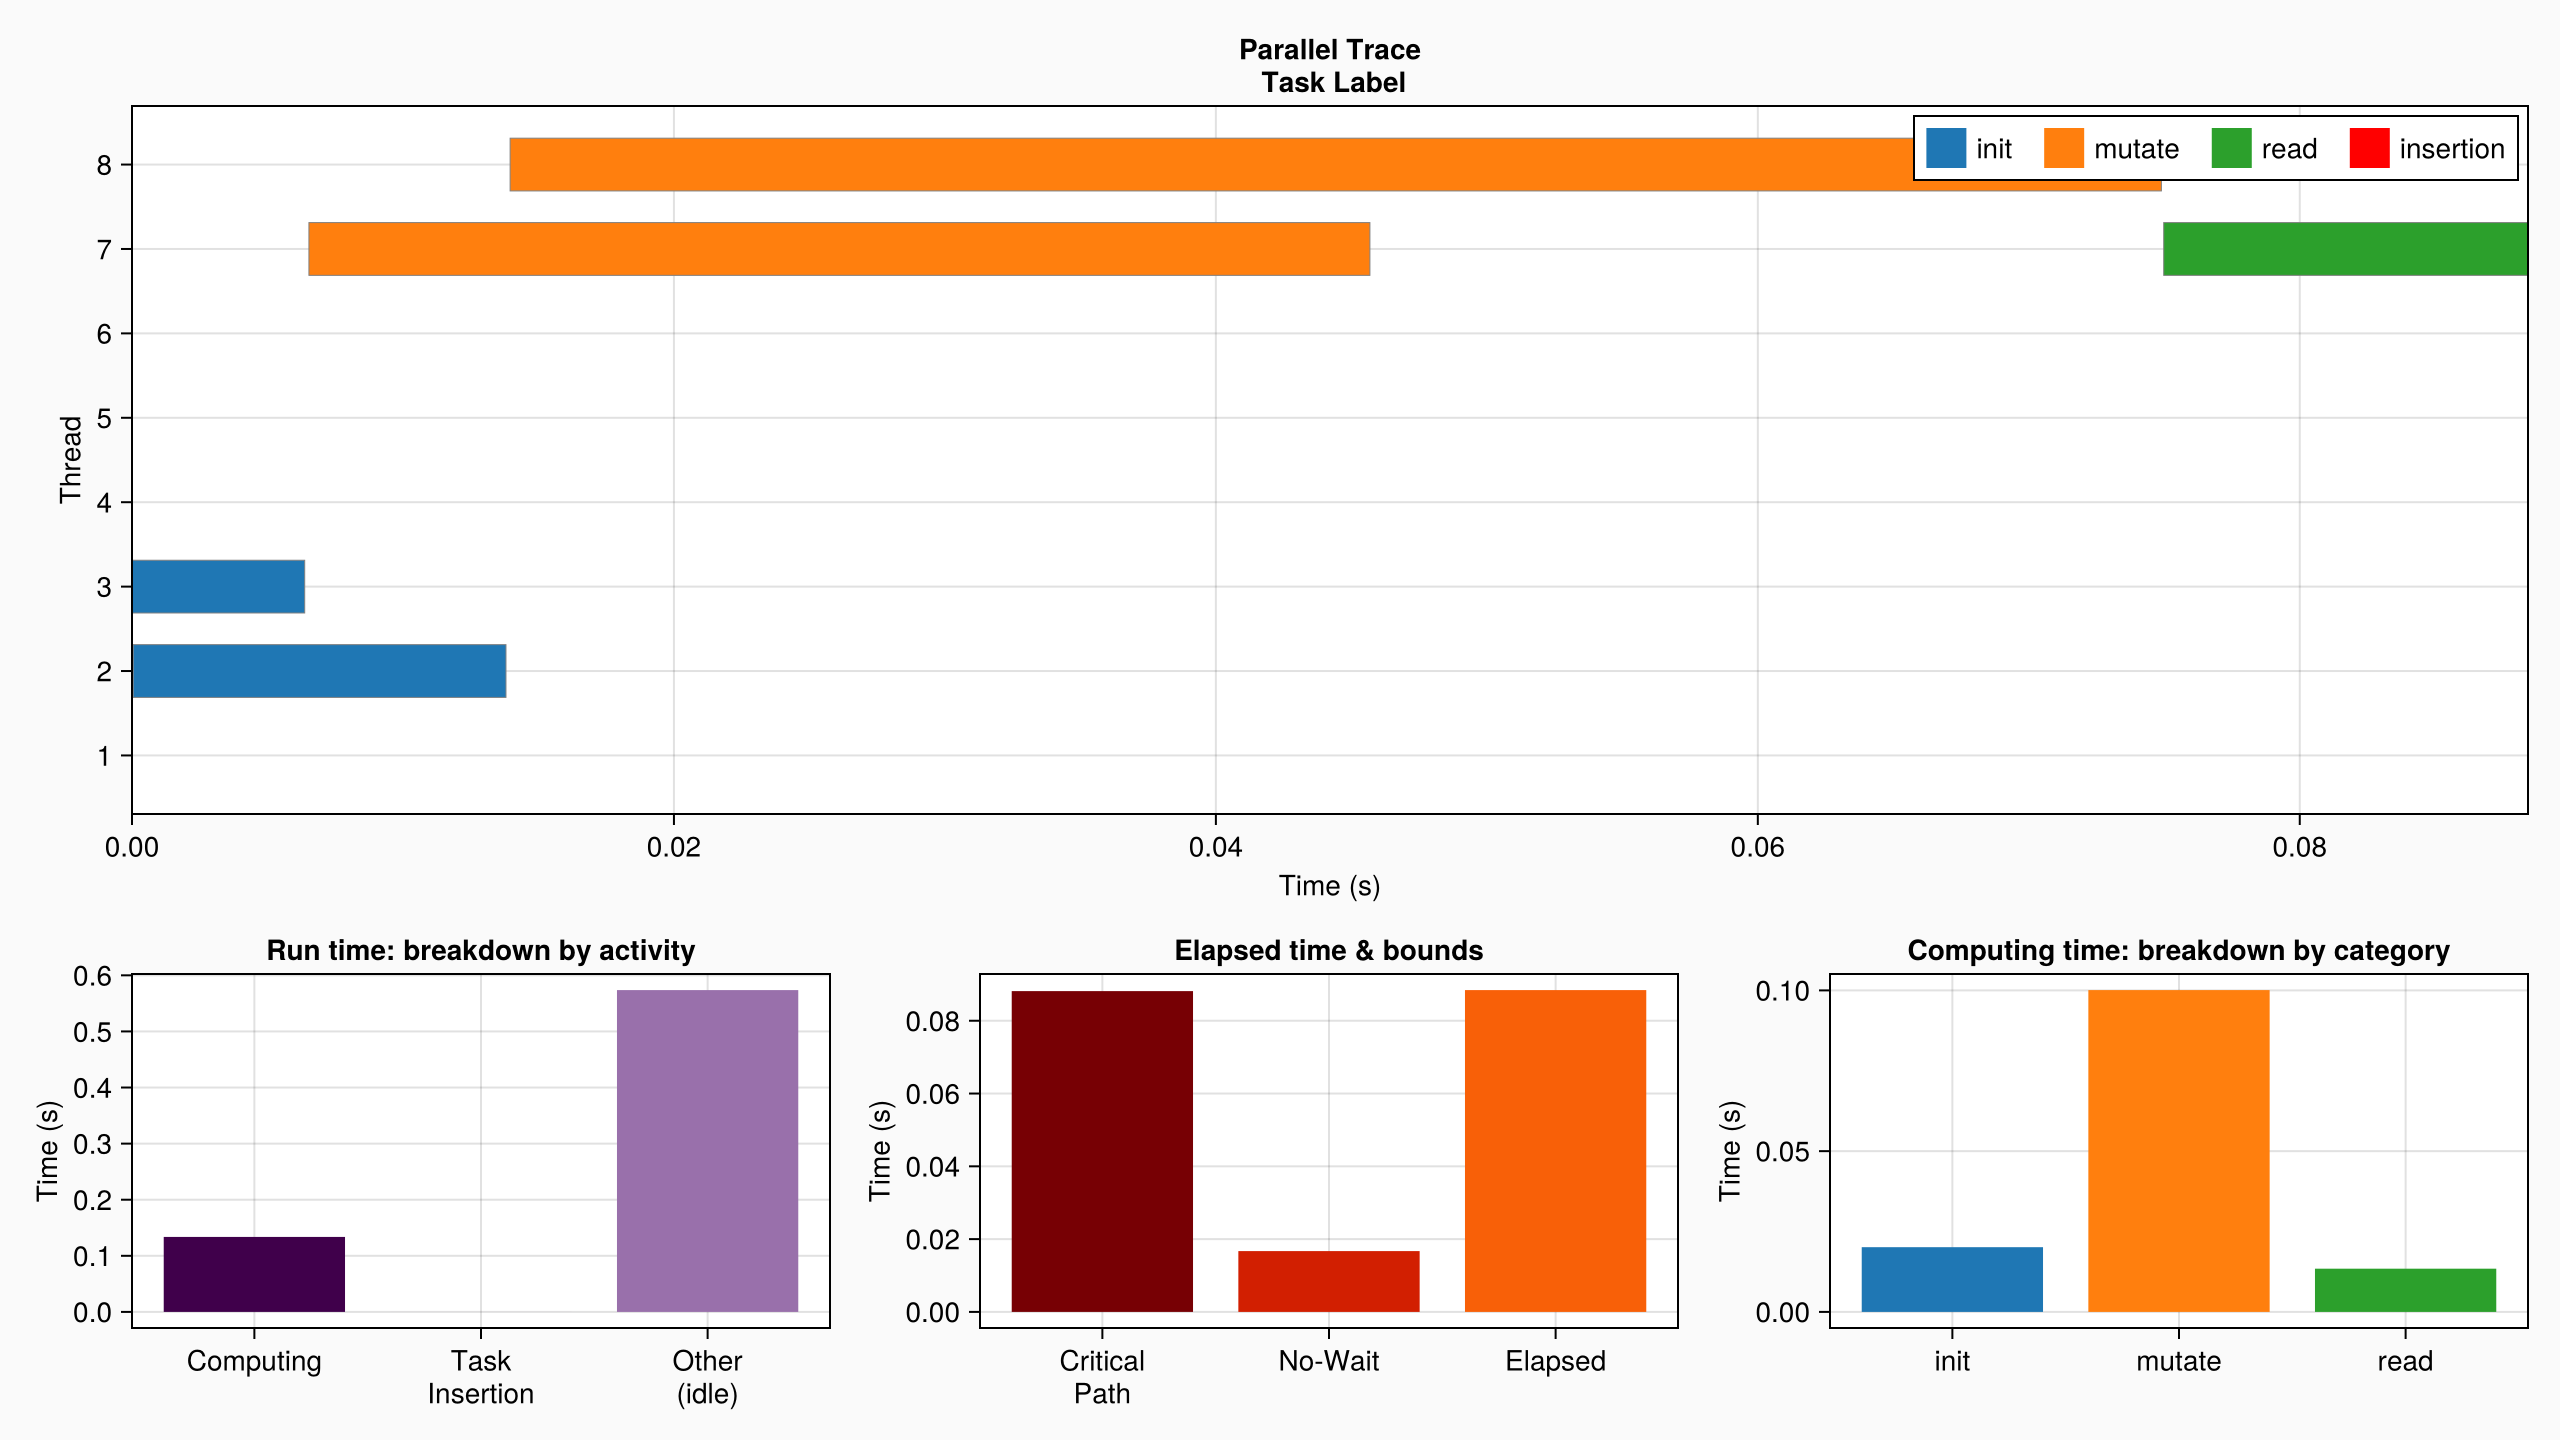 Parallel Trace
Task Label
init mutate read insertion
8
7
6
5
4
3
2
1
Thread
0.00 0.02 0.04 0.06 0.08
Time (s)
Run time: breakdown by activity
0.6
0.5
0.4
0.3
0.2
0.1
0.0
Time (s)
Computing Task Insertion Other (idle)
Elapsed time & bounds
0.08
0.06
0.04
0.02
0.00
Time (s)
Critical Path No-Wait Elapsed
Computing time: breakdown by category
0.10
0.05
0.00
Time (s)
init mutate read